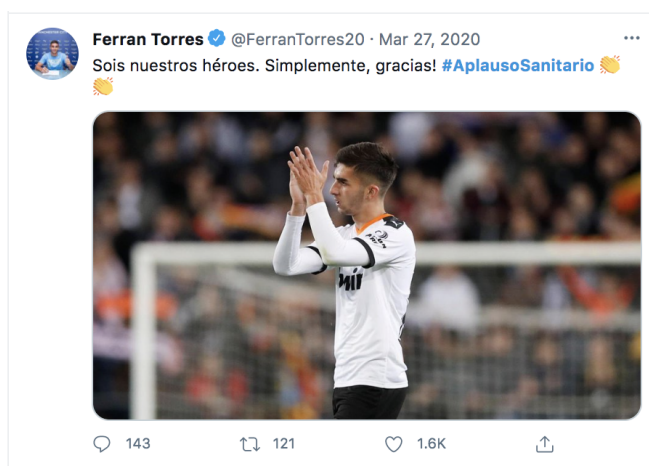 Ferran Torres @FerranTorres20 · Mar 27, 2020
Sois nuestros héroes. Simplemente, gracias! #AplausoSanitario 👏
👏
143 121 1.6K